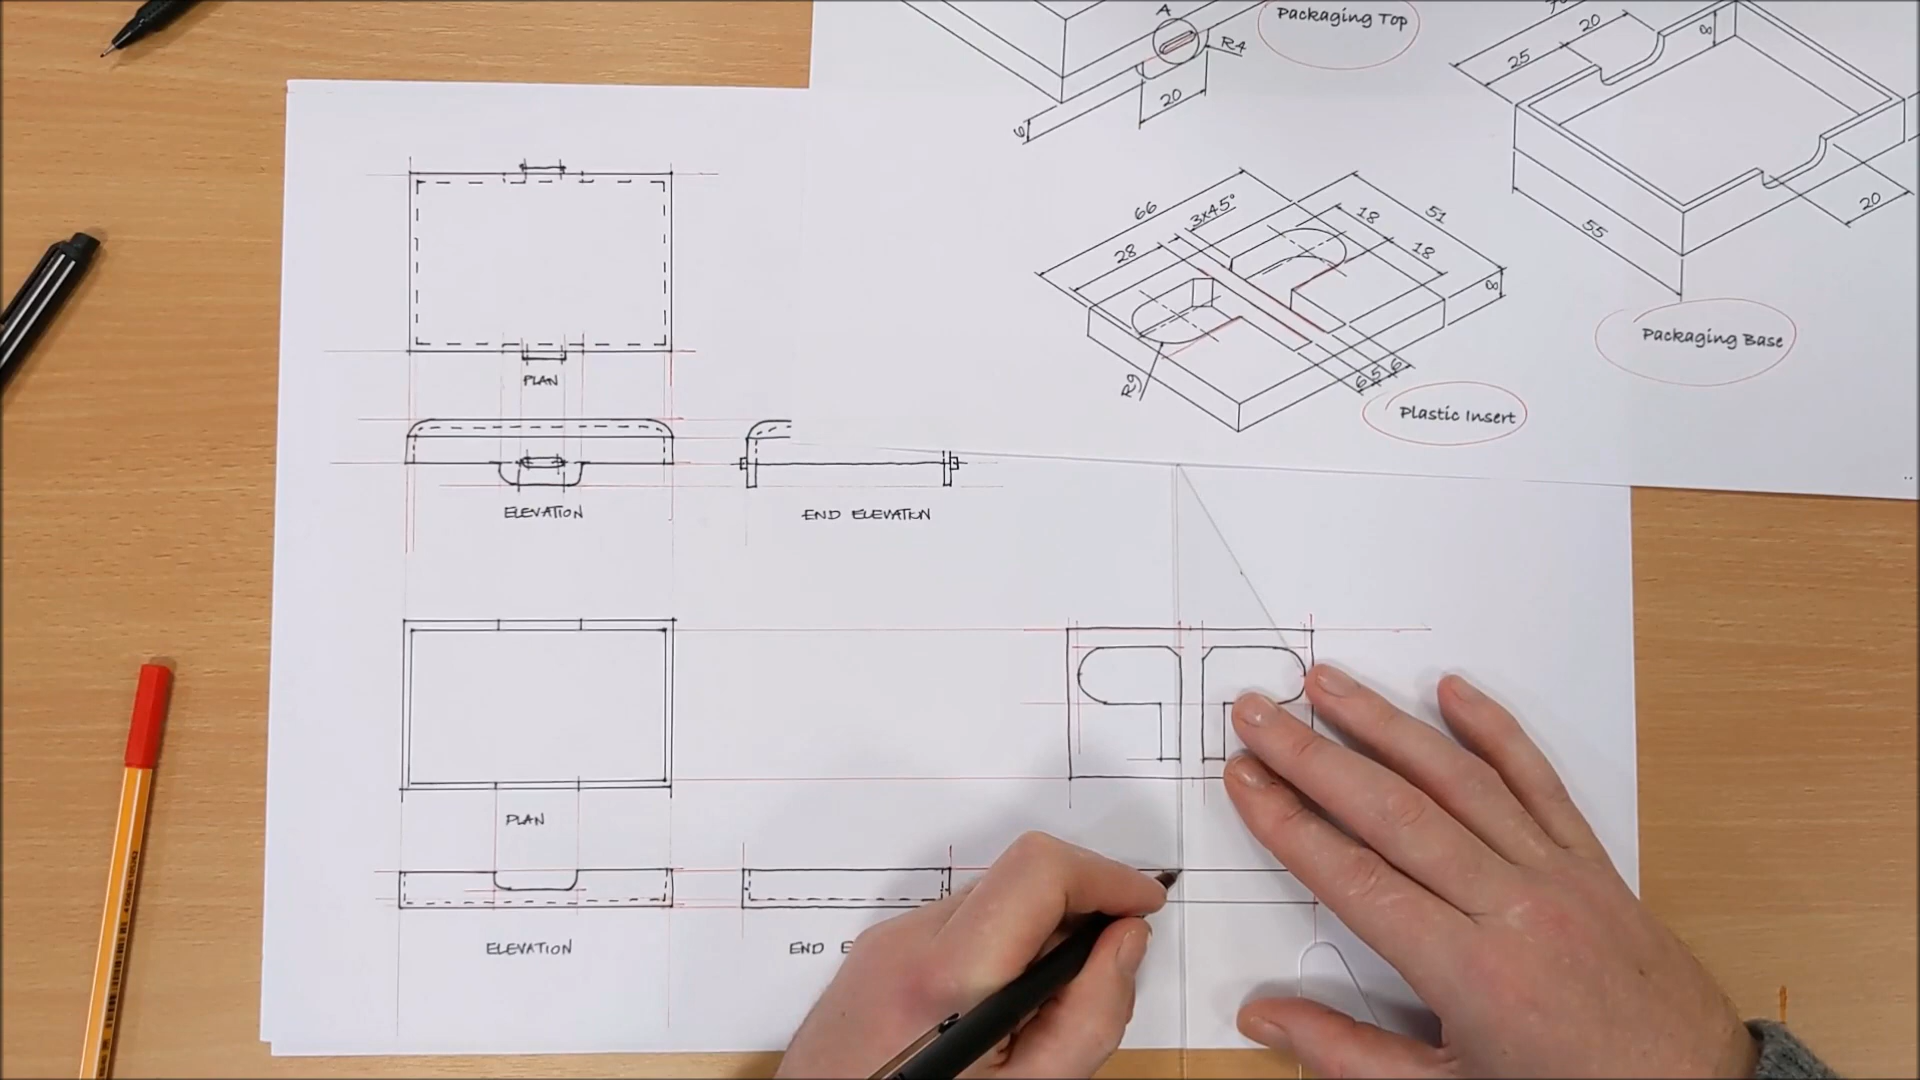 A
Packaging Top
R4
20
6
20
25
8
20
55
Packaging Base
66
3x45°
28
18
51
18
8
R9
6
5
6
Plastic Insert
PLAN
ELEVATION
END ELEVATION
PLAN
ELEVATION
END E